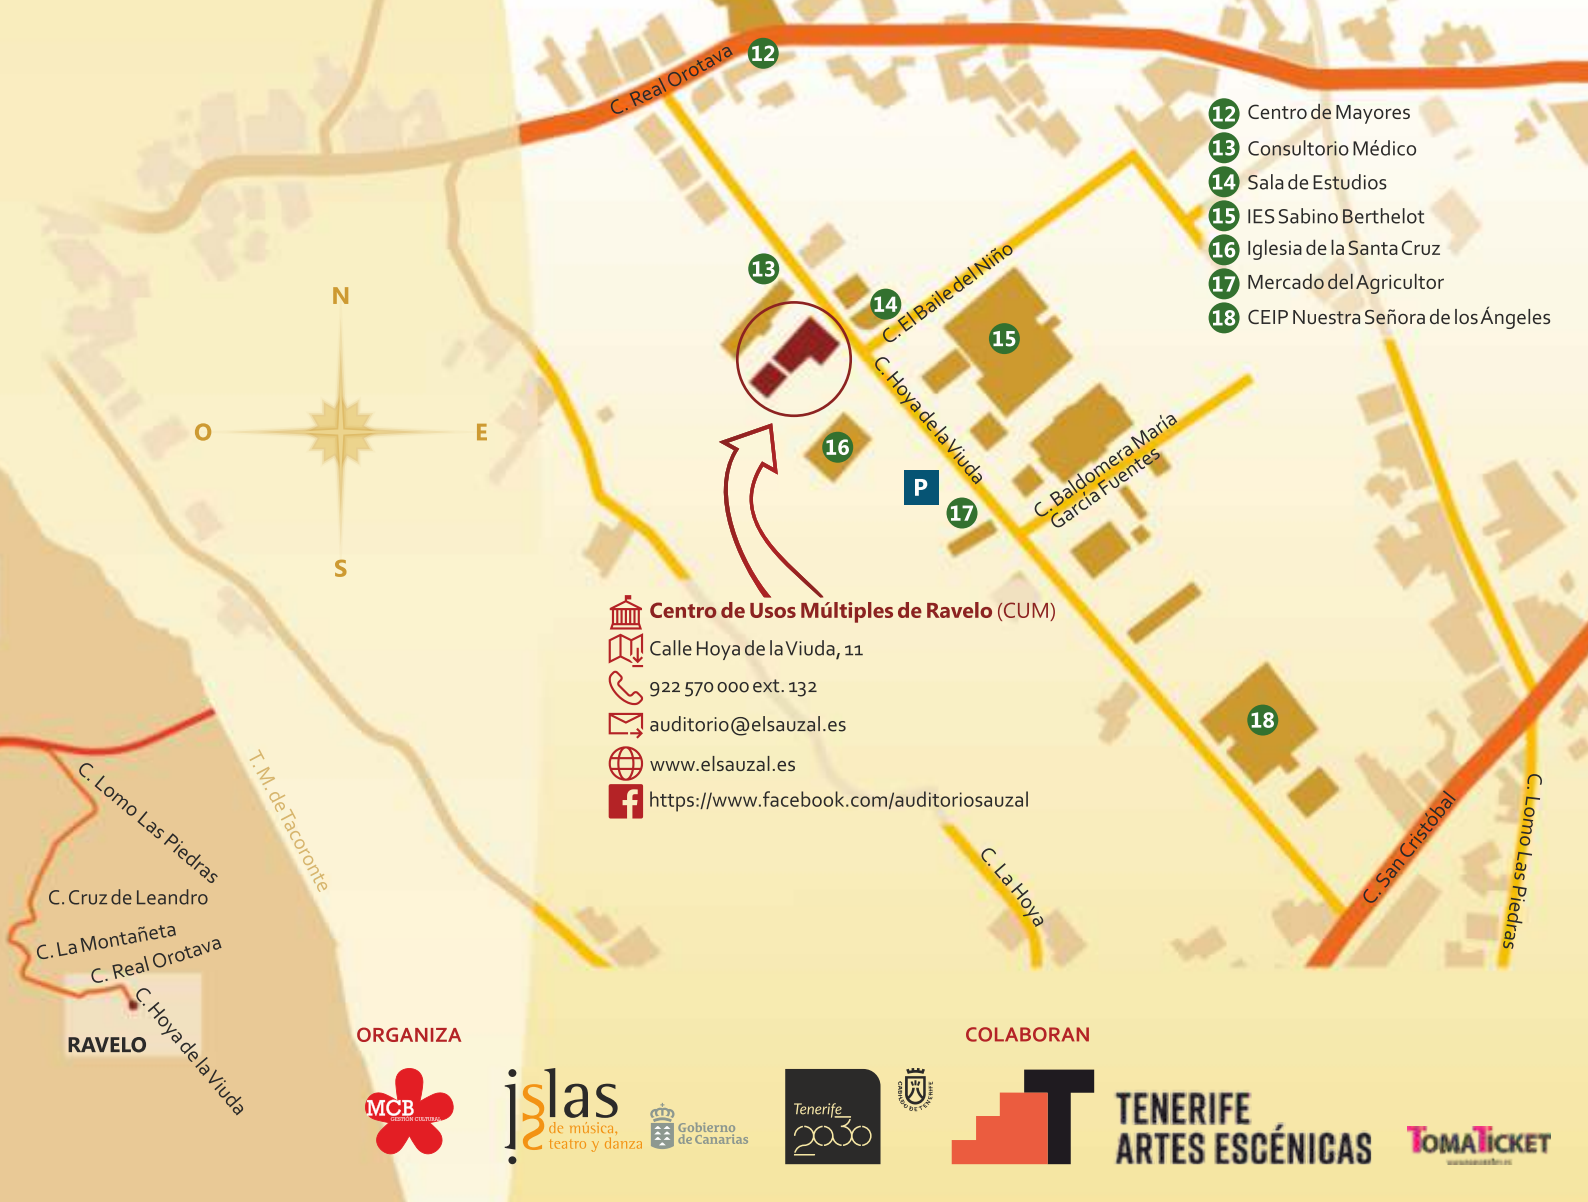 C. Real Orotava
12
12 Centro de Mayores
13 Consultorio Médico
14 Sala de Estudios
15 IES Sabino Berthelot
16 Iglesia de la Santa Cruz
17 Mercado del Agricultor
18 CEIP Nuestra Señora de los Ángeles
13
14
C. El Baile del Niño
15
N
O
E
S
C. Hoya de la Viuda
16
P
17
C. Baldomera María
García Fuentes
Centro de Usos Múltiples de Ravelo (CUM)
Calle Hoya de la Viuda, 11
922 570 000 ext. 132
auditorio@elsauzal.es
www.elsauzal.es
https://www.facebook.com/auditoriosauzal
18
C. San Cristóbal
C. Lomo Las Piedras
C. La Hoya
T. M. de Tacoronte
C. Lomo Las Piedras
C. Cruz de Leandro
C. La Montañeta
C. Real Orotava
C. Hoya de la Viuda
RAVELO
ORGANIZA
COLABORAN
MCB
GESTIÓN CULTURAL
islas
de música,
teatro y danza
Gobierno
de Canarias
Tenerife
2030
CABILDO DE TENERIFE
TENERIFE
ARTES ESCÉNICAS
TOMATICKET